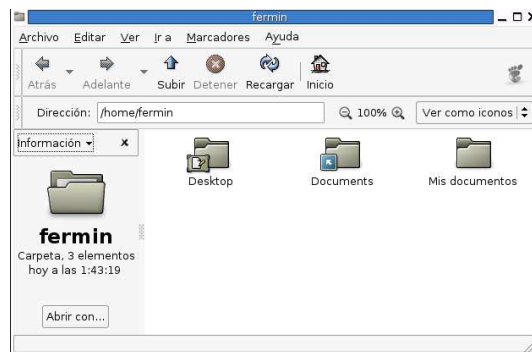 fermin
Archivo Editar Ver Ir a Marcadores Ayuda
Atrás Adelante Subir Detener Recargar Inicio
Dirección: /home/fermin 100% Ver como iconos
Información
Desktop Documents Mis documentos
fermin
Carpeta, 3 elementos
hoy a las 1:43:19
Abrir con...